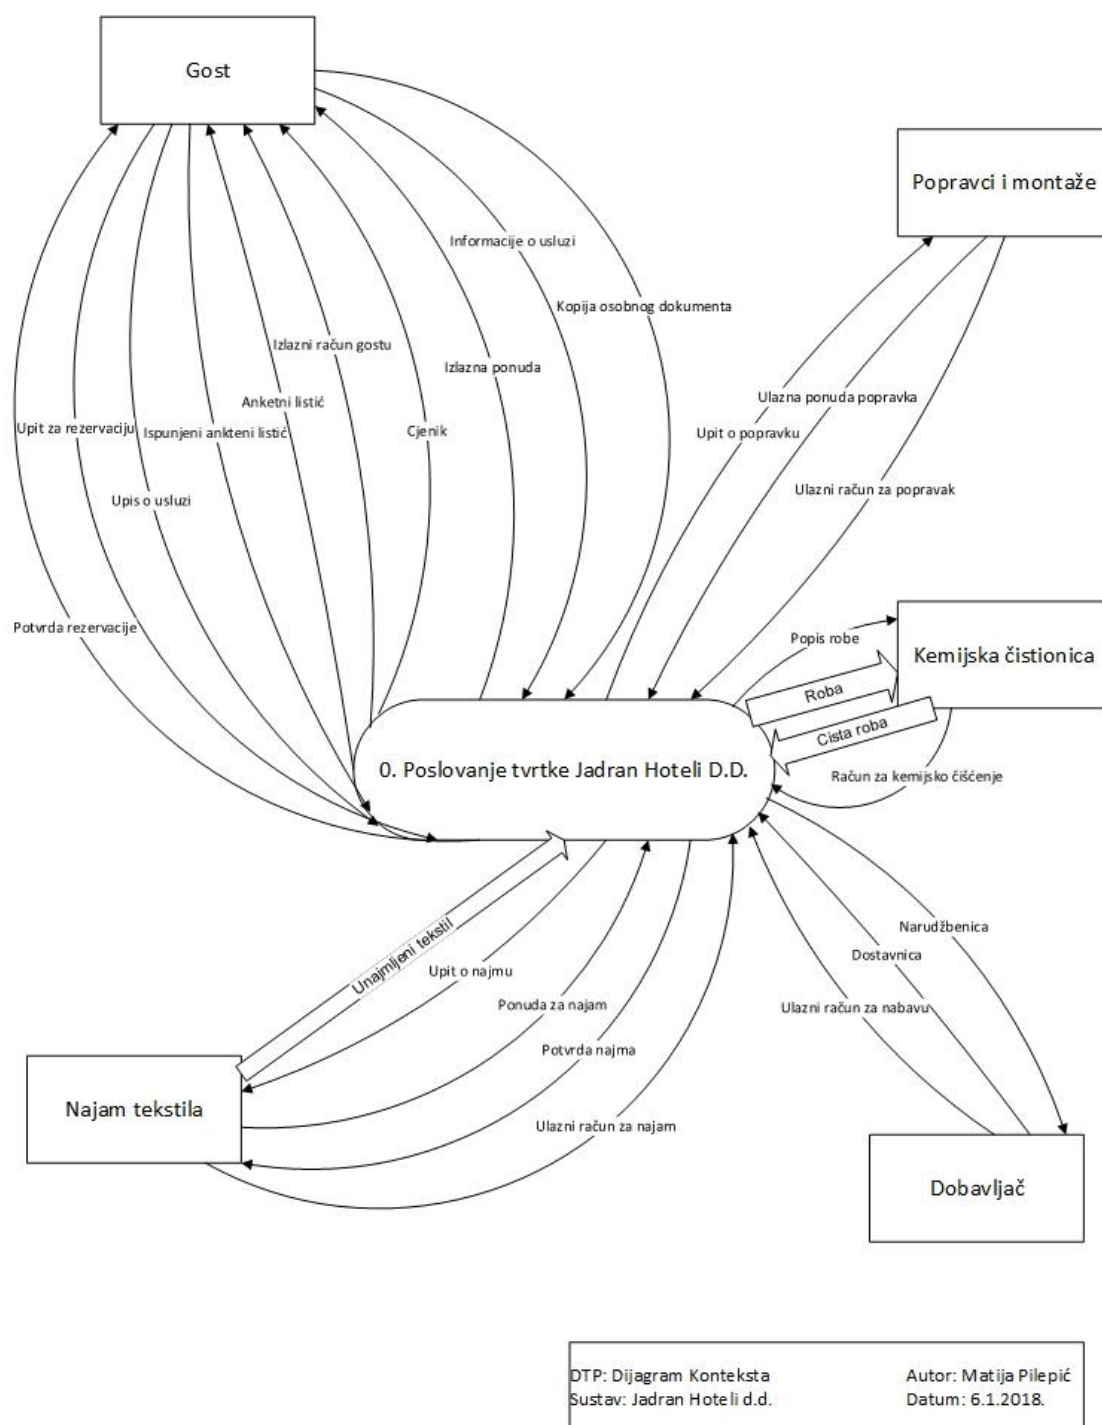 Gost
Popravci i montaže
Informacije o usluzi
Kopija osobnog dokumenta
Izlazni račun gostu
Izlazna ponuda
Ulazna ponuda popravka
Anketni listić
Upit za rezervaciju
Ispunjeni ankteni listić
Cjenik
Upit o popravku
Upis o usluzi
Ulazni račun za popravak
Potvrda rezervacije
Popis robe
Kemijska čistionica
Roba
Cista roba
0. Poslovanje tvrtke Jadran Hoteli D.D.
Račun za kemijsko čišćenje
Narudžbenica
Unajmljeni tekstil
Dostavnica
Upit o najmu
Ponuda za najam
Ulazni račun za nabavu
Potvrda najma
Najam tekstila
Ulazni račun za najam
Dobavljač
DTP: Dijagram Konteksta
Autor: Matija Pilepić
Sustav: Jadran Hoteli d.d.
Datum: 6.1.2018.